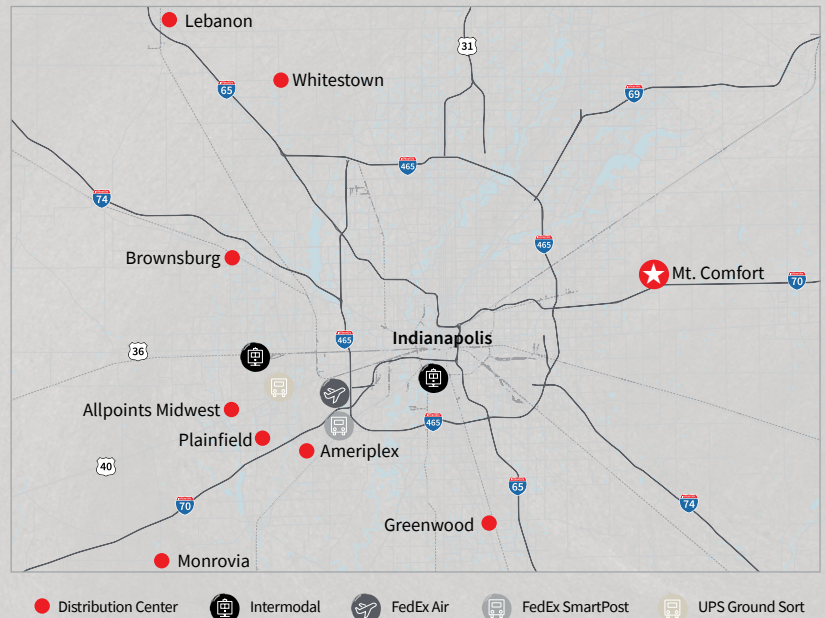 Lebanon
31
Whitestown
65
69
465
74
465
Brownsburg
Mt. Comfort
70
465
Indianapolis
36
Allpoints Midwest
465
Plainfield
Ameriplex
40
65
70
74
Greenwood
Monrovia
Distribution Center
Intermodal
FedEx Air
FedEx SmartPost
UPS Ground Sort